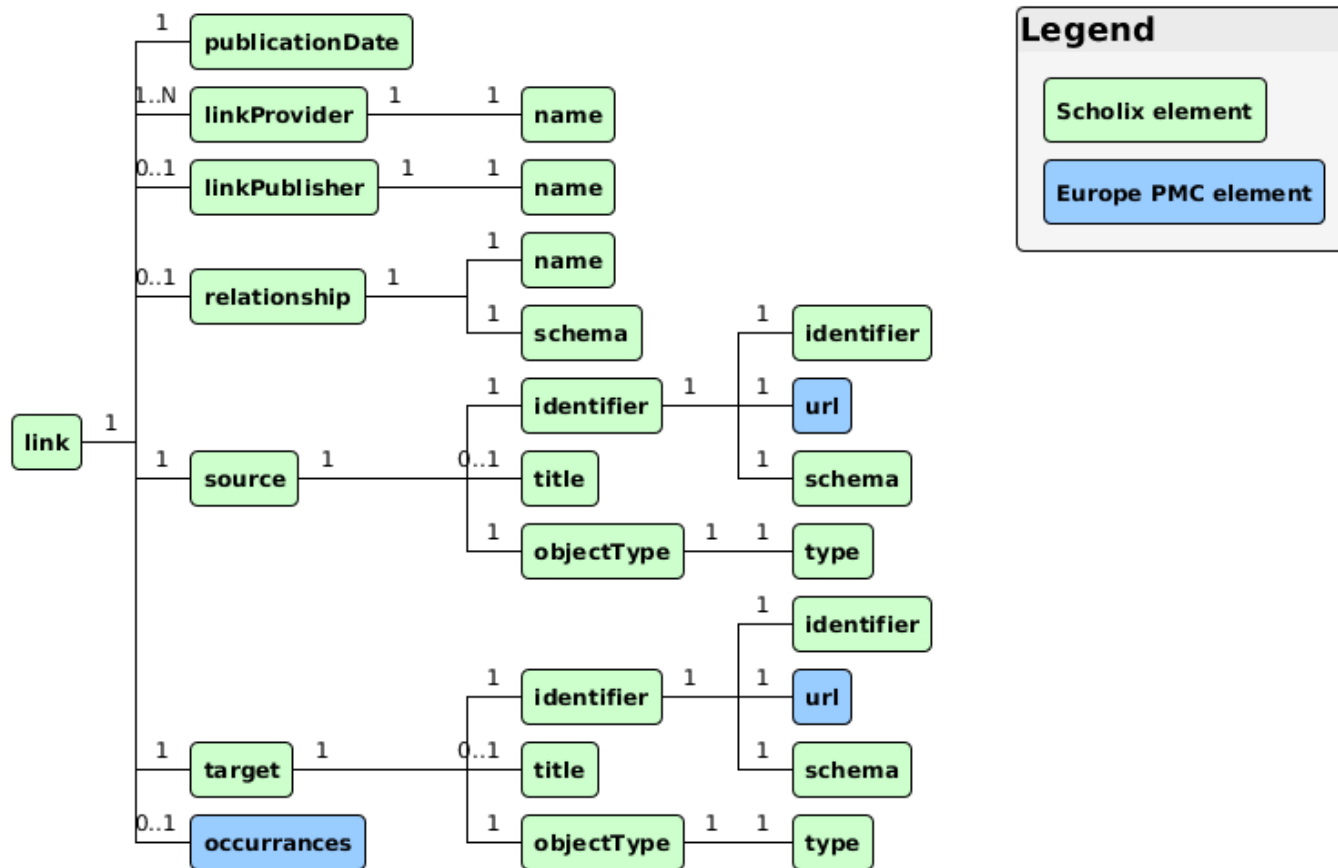 1 publicationDate
Legend
1..N linkProvider 1 1 name
Scholix element
0..1 linkPublisher 1 1 name
Europe PMC element
1 name
0..1 relationship 1
1 schema
1 identifier
1 identifier 1
1 url
link 1
1 source 1
0..1 title
1 schema
1 objectType 1 1 type
1 identifier
1 identifier 1
1 url
1 target 1
0..1 title
1 schema
0..1 occurrances
1 objectType 1 1 type